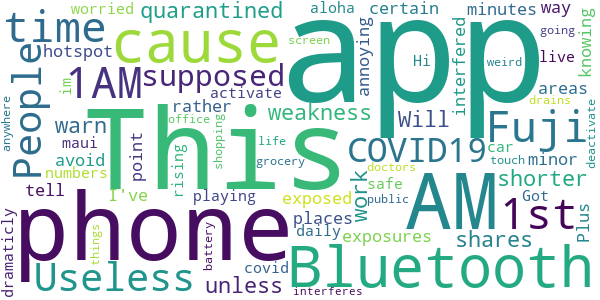 worried quarantined aloha certain minutes way
hotspot time cause app knowing
im 1AM supposed Hi live
People activate annoying interfered screen going weird
anywhere This rather weakness areas drains
warn office Will Fuji deactivate
maui avoid point rising life COVID19 car minor
numbers I've shopping grocery doctors touch
tell playing exposed safe work AM 1st
phone places public Got shorter
dramaticly unless daily exposures shares Plus
Useless battery covid Bluetooth
things interferes